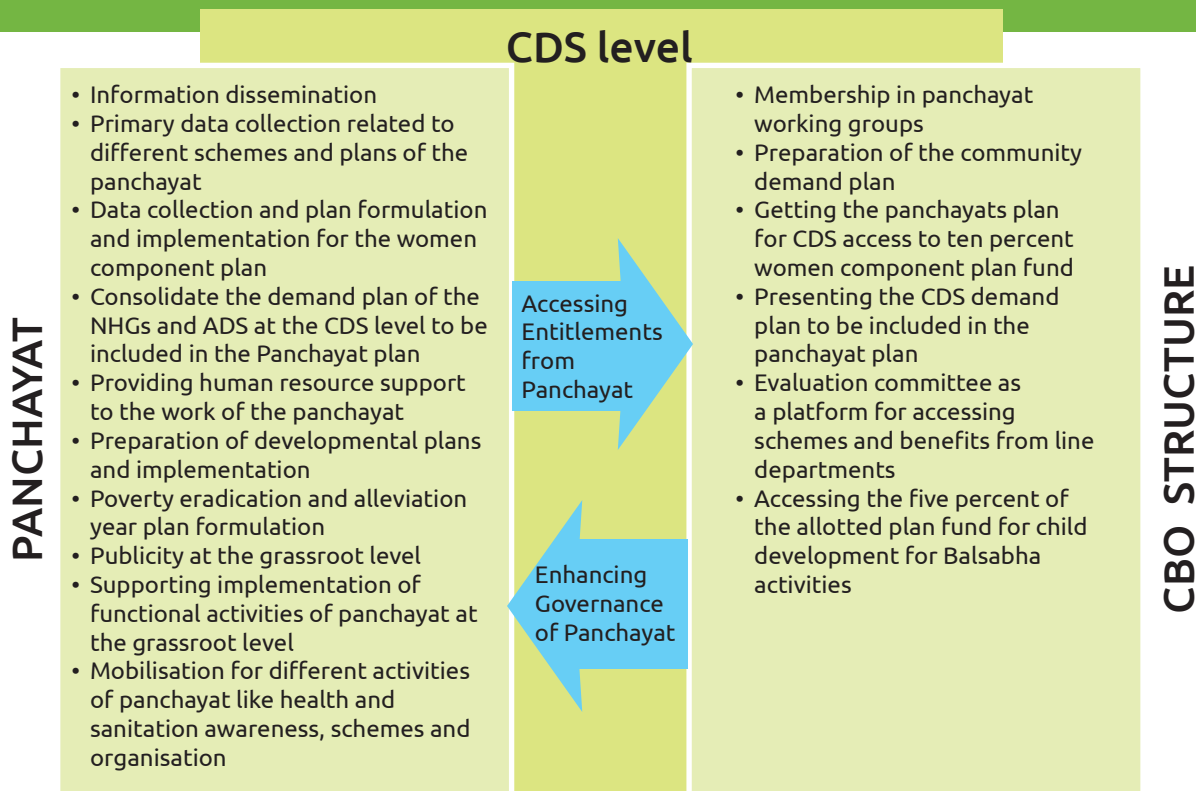 CDS level
PANCHAYAT
• Information dissemination
• Primary data collection related to
different schemes and plans of the
panchayat
• Data collection and plan formulation
and implementation for the women
component plan
• Consolidate the demand plan of the
NHGs and ADS at the CDS level to be
included in the Panchayat plan
• Providing human resource support
to the work of the panchayat
• Preparation of developmental plans
and implementation
• Poverty eradication and alleviation
year plan formulation
• Publicity at the grassroot level
• Supporting implementation of
functional activities of panchayat at
the grassroot level
• Mobilisation for different activities
of panchayat like health and
sanitation awareness, schemes and
organisation
Accessing
Entitlements
from
Panchayat
Enhancing
Governance
of Panchayat
• Membership in panchayat
working groups
• Preparation of the community
demand plan
• Getting the panchayats plan
for CDS access to ten percent
women component plan fund
• Presenting the CDS demand
plan to be included in the
panchayat plan
• Evaluation committee as
a platform for accessing
schemes and benefits from line
departments
• Accessing the five percent of
the allotted plan fund for child
development for Balsabha
activities
CBO STRUCTURE